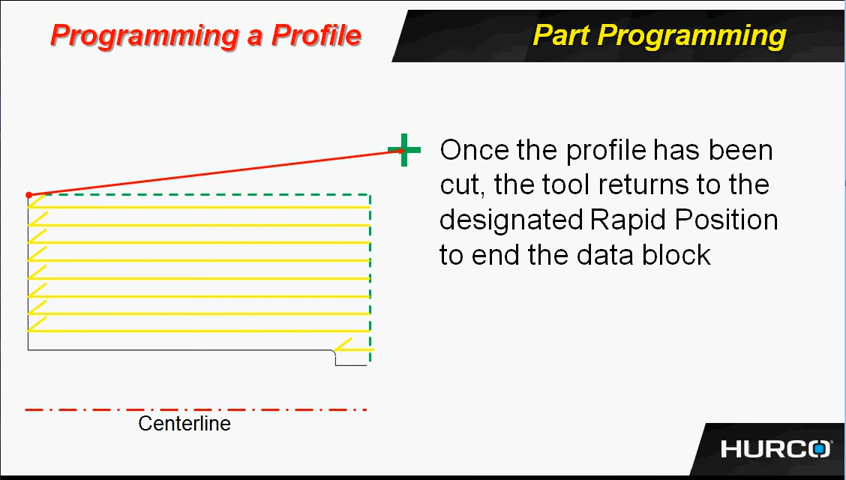 Programming a Profile
Part Programming
Once the profile has been
cut, the tool returns to the
designated Rapid Position
to end the data block
Centerline
HURCO